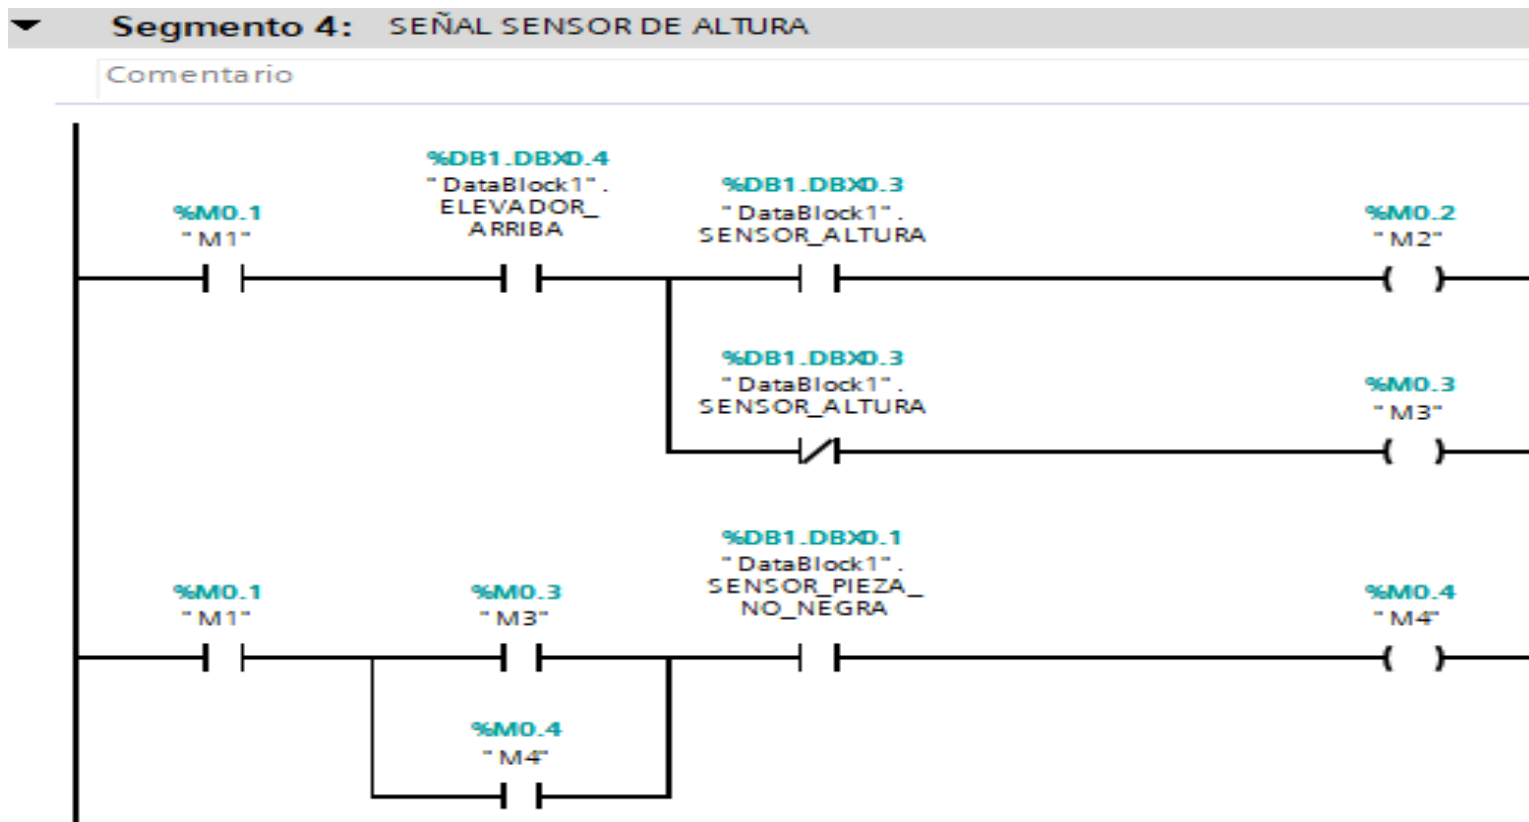 Segmento 4: SEÑAL SENSOR DE ALTURA
Comentario
%DB1.DBX0.4
"DataBlock1".
ELEVADOR_
ARRIBA
%DB1.DBX0.3
"DataBlock1".
SENSOR_ALTURA
%M0.1
"M1"
%M0.2
"M2"
%DB1.DBX0.3
"DataBlock1".
SENSOR_ALTURA
%M0.3
"M3"
%DB1.DBX0.1
"DataBlock1".
SENSOR_PIEZA_
NO_NEGRA
%M0.1
"M1"
%M0.3
"M3"
%M0.4
"M4"
%M0.4
"M4"